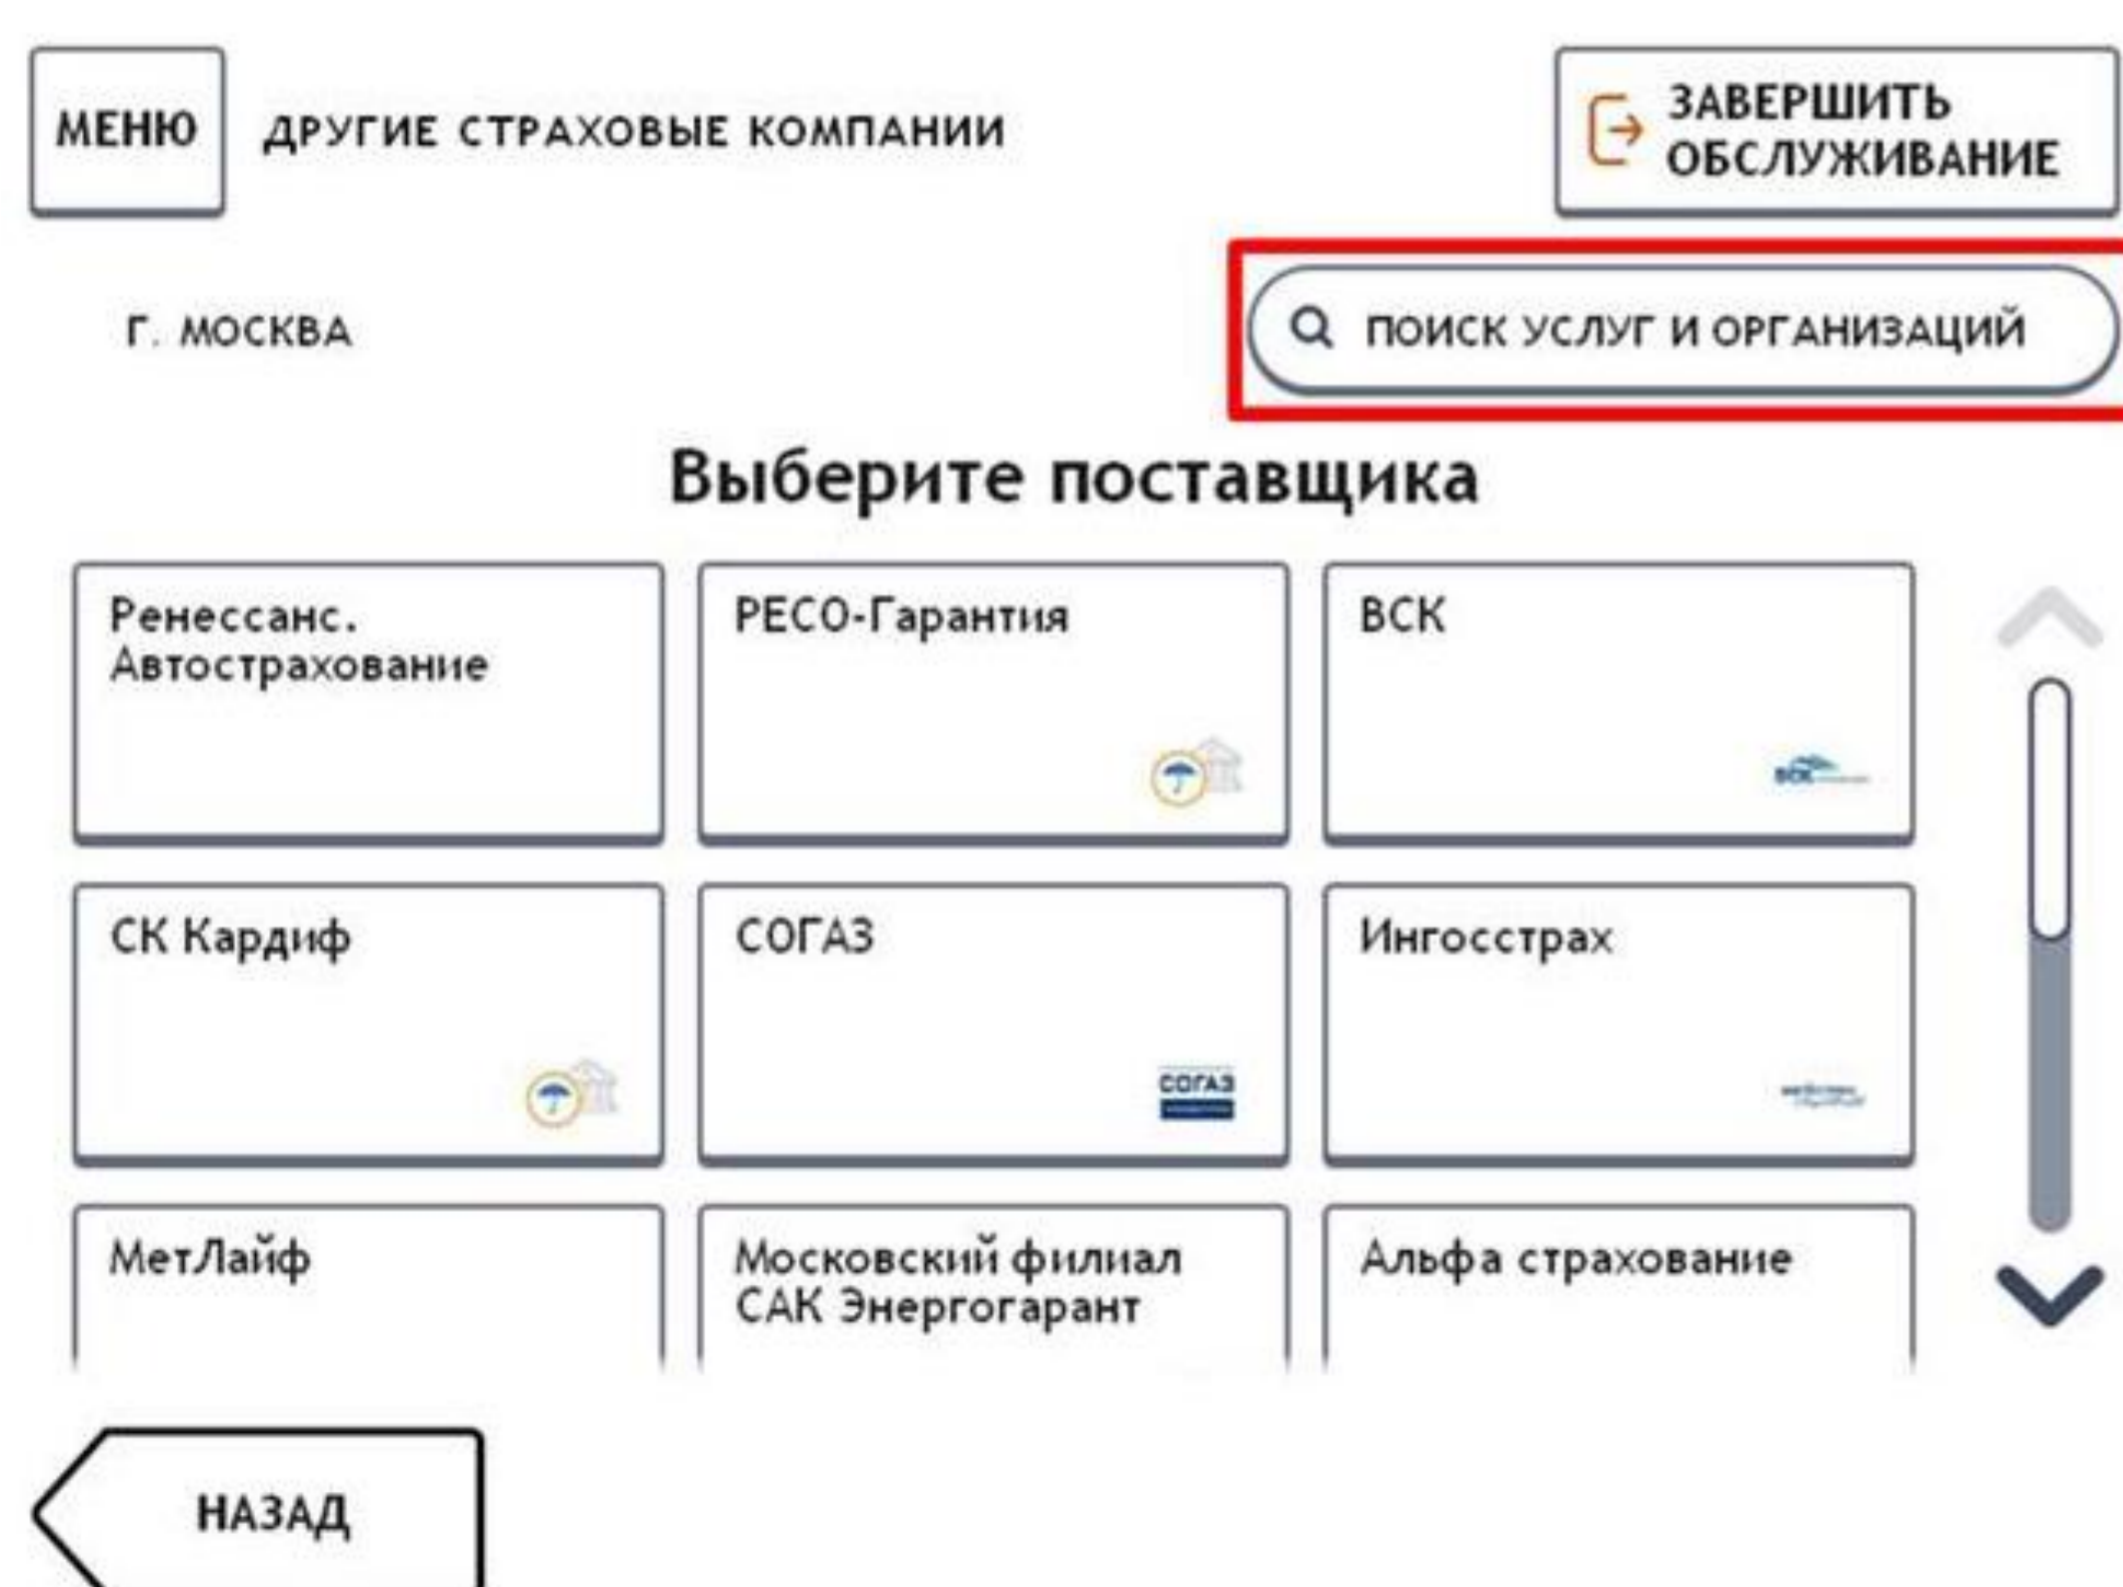 МЕНЮ
ДРУГИЕ СТРАХОВЫЕ КОМПАНИИ
ЗАВЕРШИТЬ
ОБСЛУЖИВАНИЕ
Г. МОСКВА
ПОИСК УСЛУГ И ОРГАНИЗАЦИЙ
Выберите поставщика
Ренессанс.
Автострахование
РЕСО-Гарантия
ВСК
ВСК
СК Кардиф
СОГАЗ
СОГАЗ
Ингосстрах
МетЛайф
Московский филиал
САК Энергогарант
Альфа страхование
НАЗАД